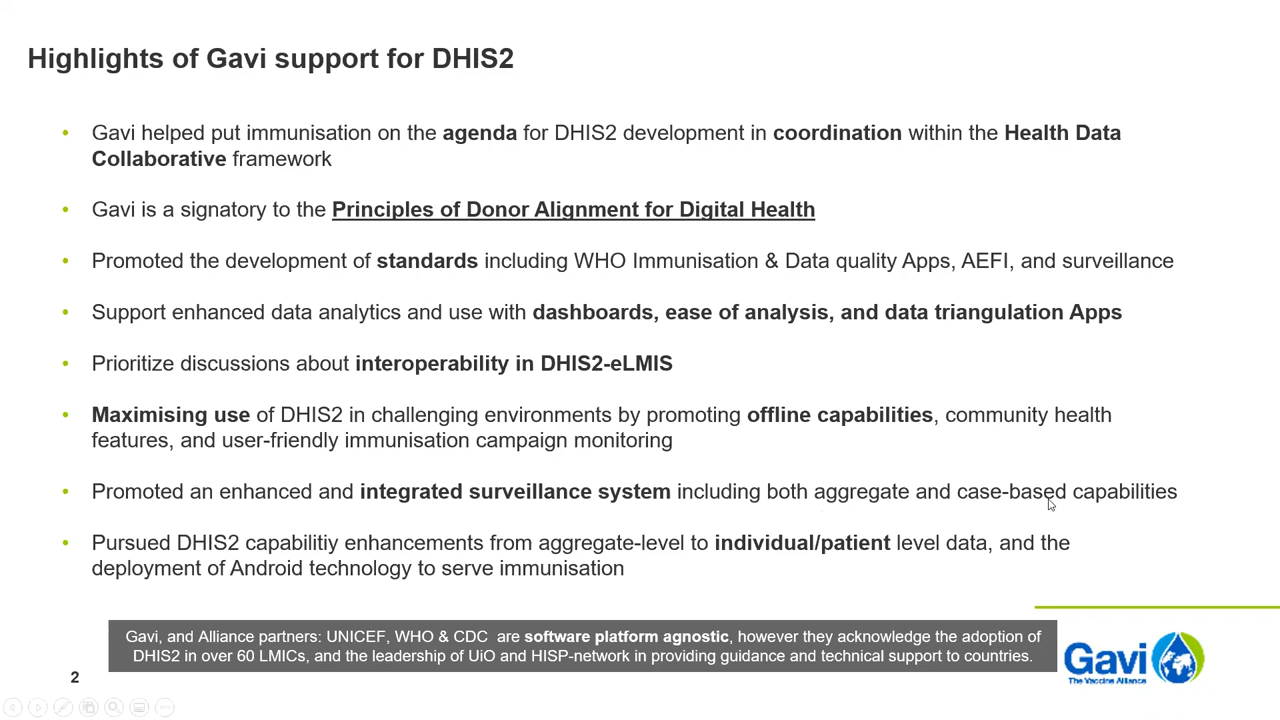 Highlights of Gavi support for DHIS2
• Gavi helped put immunisation on the agenda for DHIS2 development in coordination within the Health Data
Collaborative framework
• Gavi is a signatory to the Principles of Donor Alignment for Digital Health
• Promoted the development of standards including WHO Immunisation & Data quality Apps, AEFI, and surveillance
• Support enhanced data analytics and use with dashboards, ease of analysis, and data triangulation Apps
• Prioritize discussions about interoperability in DHIS2-eLMIS
• Maximising use of DHIS2 in challenging environments by promoting offline capabilities, community health
features, and user-friendly immunisation campaign monitoring
• Promoted an enhanced and integrated surveillance system including both aggregate and case-based capabilities
• Pursued DHIS2 capabilitiy enhancements from aggregate-level to individual/patient level data, and the
deployment of Android technology to serve immunisation
Gavi, and Alliance partners: UNICEF, WHO & CDC are software platform agnostic, however they acknowledge the adoption of
DHIS2 in over 60 LMICs, and the leadership of UiO and HISP-network in providing guidance and technical support to countries.
Gavi
The Vaccine Alliance
2